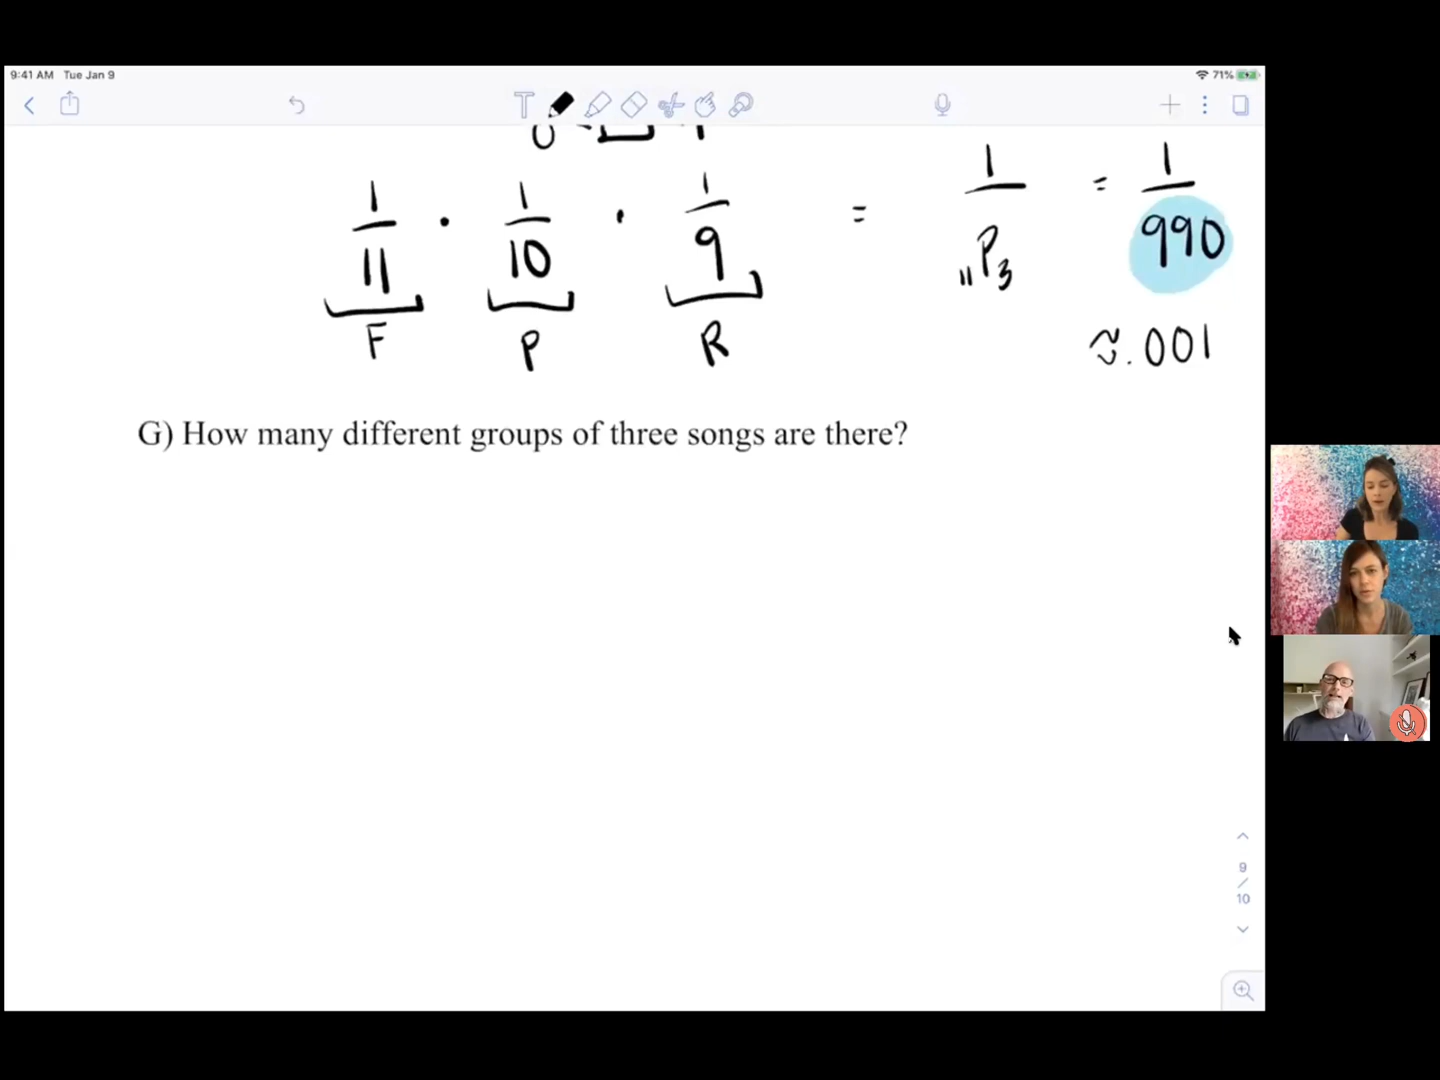 9:41 AM Tue Jan 9
71%
T
1/11 · 1/10 · 1/9 = 1/₁₁P₃ = 1/990
F P R
≈.001
G) How many different groups of three songs are there?
9
/
10